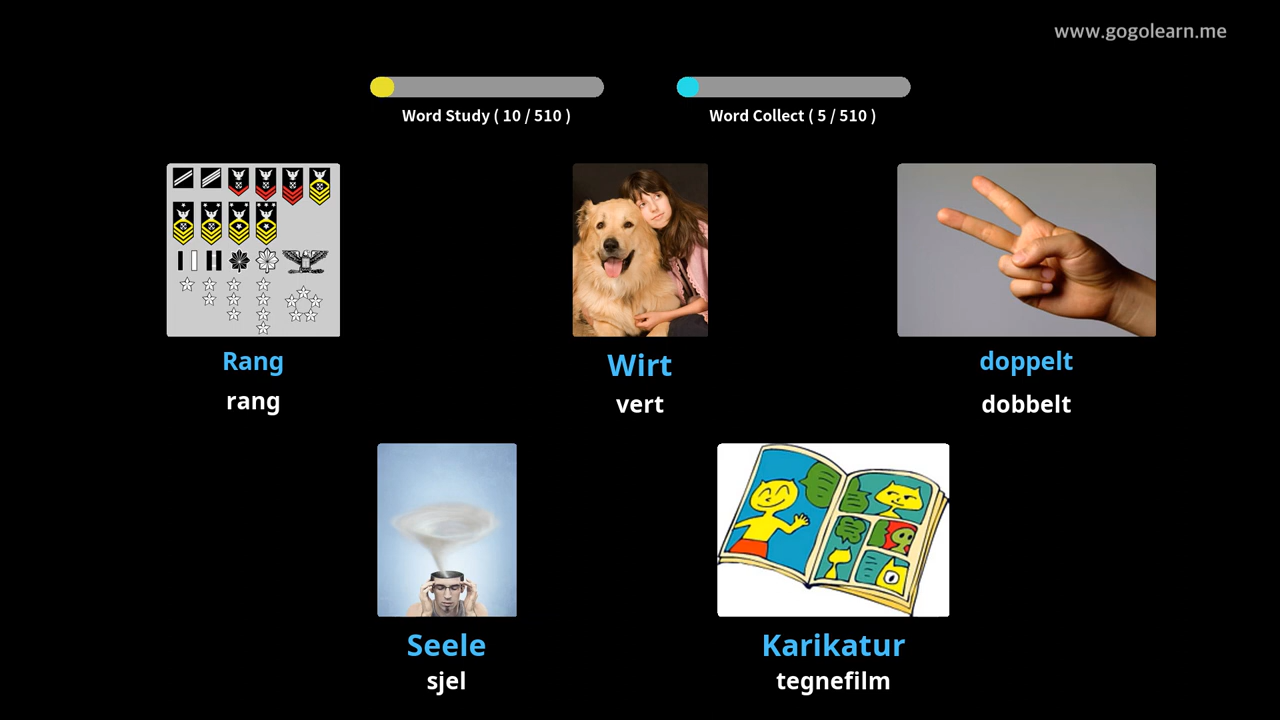 www.gogolearn.me
Word Study ( 10 / 510 )
Word Collect ( 5 / 510 )
Rang
rang
Wirt
vert
doppelt
dobbelt
Seele
sjel
Karikatur
tegnefilm